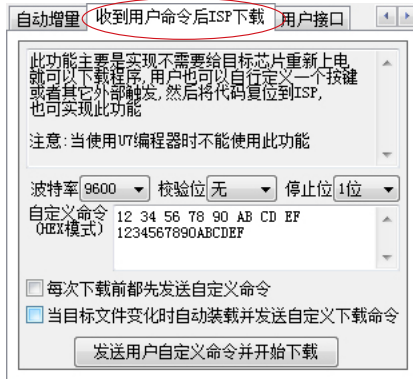 自动增量 收到用户命令后ISP下载 用户接口
此功能主要是实现不需要给目标芯片重新上电
就可以下载程序,用户也可以自行定义一个按键
或者其它外部触发,然后将代码复位到ISP,
也可实现此功能
注意:当使用U7编程器时不能使用此功能
波特率 9600 校验位 无 停止位 1位
自定义命令 12 34 56 78 90 AB CD EF
(HEX模式) 1234567890ABCDEF
每次下载前都先发送自定义命令
当目标文件变化时自动装载并发送自定义下载命令
发送用户自定义命令并开始下载